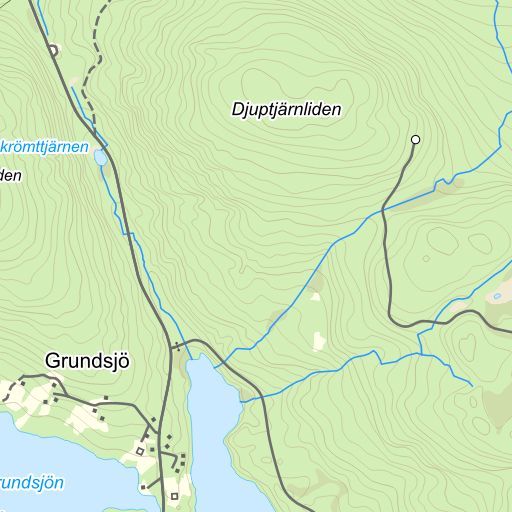 Djuptjärnliden
krömttjärnen
den
Grundsjö
rundsjön